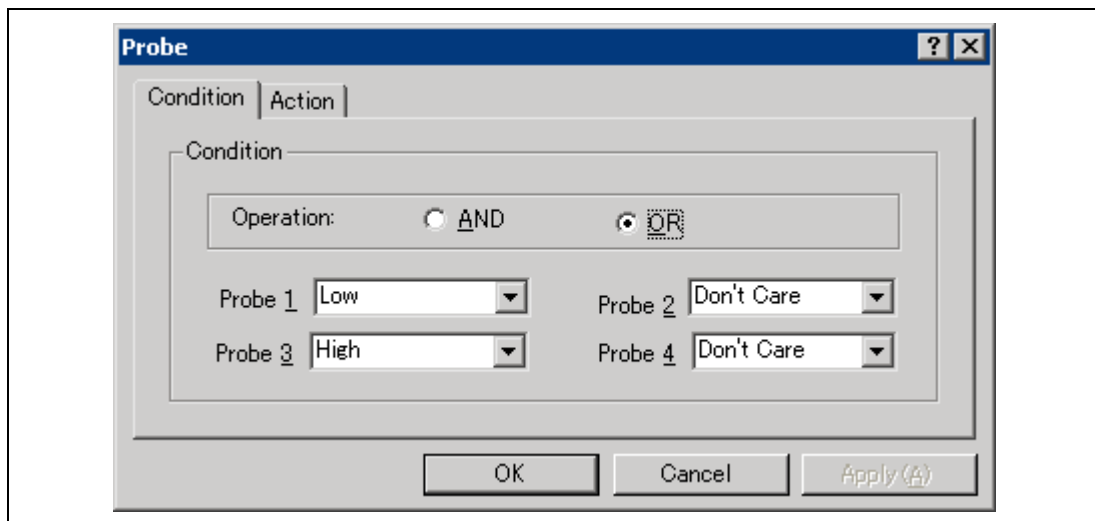 Probe
Condition Action
Condition
Operation: AND OR
Probe 1 Low Probe 2 Don't Care
Probe 3 High Probe 4 Don't Care
OK Cancel Apply(A)